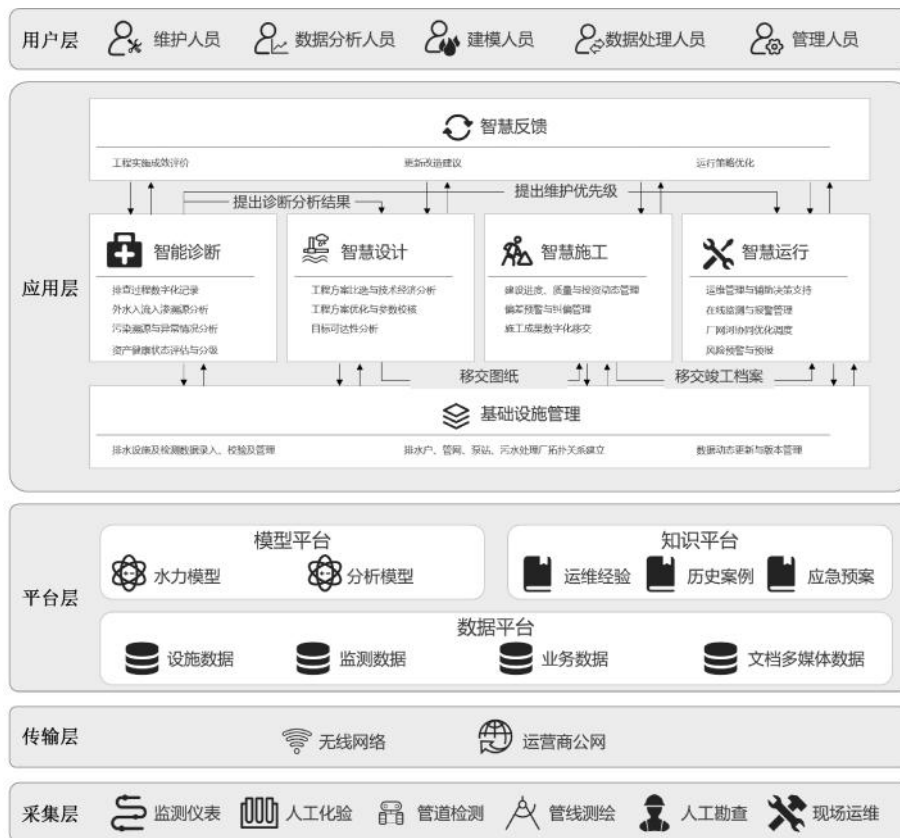 用户层
维护人员
数据分析人员
建模人员
数据处理人员
管理人员
应用层
智慧反馈
工程实施成效评价
更新改造建议
运行策略优化
提出诊断分析结果
提出维护优先级
智能诊断
排查过程数字化记录
外水入流入渗溯源分析
污染溯源与异常情况分析
资产健康状态评估与分级
智慧设计
工程方案比选与技术经济分析
工程方案优化与参数校核
目标可达性分析
智慧施工
建设进度、质量与投资动态管理
偏差预警与纠偏管理
施工成果数字化移交
智慧运行
运维管理与辅助决策支持
在线监测与报警管理
厂网河协同优化调度
风险预警与预报
移交图纸
移交竣工档案
基础设施管理
排水设施及检测数据录入、校验及管理
排水户、管网、泵站、污水处理厂拓扑关系建立
数据动态更新与版本管理
平台层
模型平台
水力模型
分析模型
知识平台
运维经验
历史案例
应急预案
数据平台
设施数据
监测数据
业务数据
文档多媒体数据
传输层
无线网络
运营商公网
采集层
监测仪表
人工化验
管道检测
管线测绘
人工勘查
现场运维